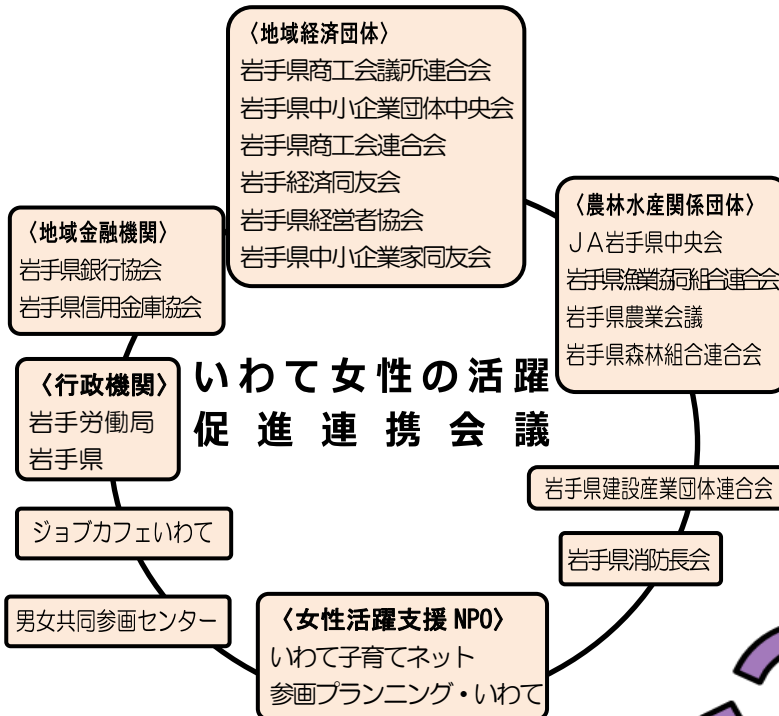 〈地域経済団体〉
岩手県商工会議所連合会
岩手県中小企業団体中央会
岩手県商工会連合会
岩手経済同友会
岩手県経営者協会
岩手県中小企業家同友会
〈地域金融機関〉
岩手県銀行協会
岩手県信用金庫協会
〈農林水産関係団体〉
JA岩手県中央会
岩手県漁業協同組合連合会
岩手県農業会議
岩手県森林組合連合会
いわて女性の活躍
促進連携会議
〈行政機関〉
岩手労働局
岩手県
岩手県建設産業団体連合会
ジョブカフェいわて
岩手県消防長会
男女共同参画センター
〈女性活躍支援 NPO〉
いわて子育てネット
参画プランニング・いわて